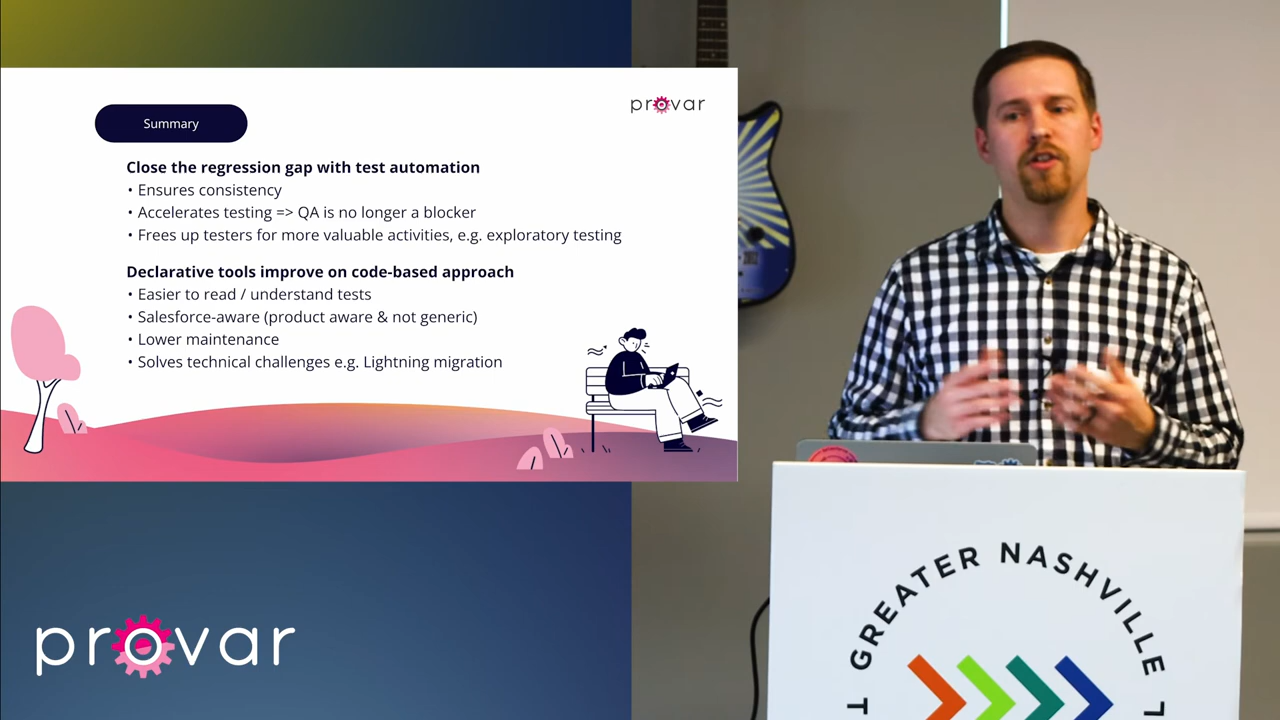 Summary
provar
Close the regression gap with test automation
• Ensures consistency
• Accelerates testing => QA is no longer a blocker
• Frees up testers for more valuable activities, e.g. exploratory testing
Declarative tools improve on code-based approach
• Easier to read / understand tests
• Salesforce-aware (product aware & not generic)
• Lower maintenance
• Solves technical challenges e.g. Lightning migration
provar
GREATER NASHVILLE